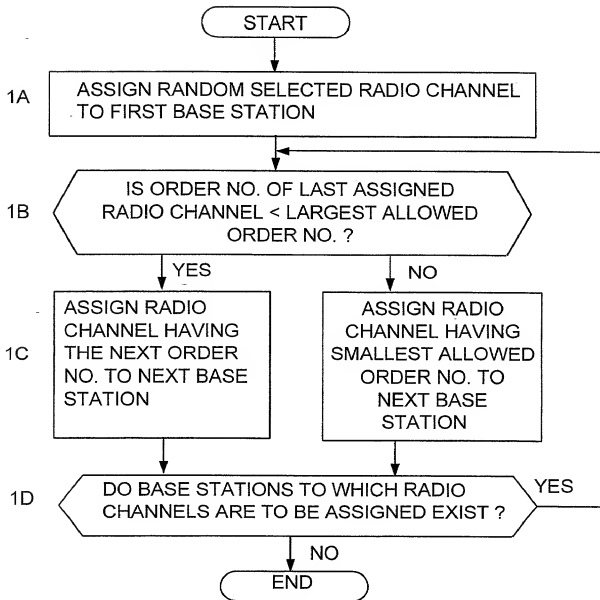 START
1A
ASSIGN RANDOM SELECTED RADIO CHANNEL
TO FIRST BASE STATION
1B
IS ORDER NO. OF LAST ASSIGNED
RADIO CHANNEL < LARGEST ALLOWED
ORDER NO. ?
YES
NO
1C
ASSIGN RADIO
CHANNEL HAVING
THE NEXT ORDER
NO. TO NEXT BASE
STATION
ASSIGN RADIO
CHANNEL HAVING
SMALLEST ALLOWED
ORDER NO. TO
NEXT BASE
STATION
1D
DO BASE STATIONS TO WHICH RADIO
CHANNELS ARE TO BE ASSIGNED EXIST ?
YES
NO
END